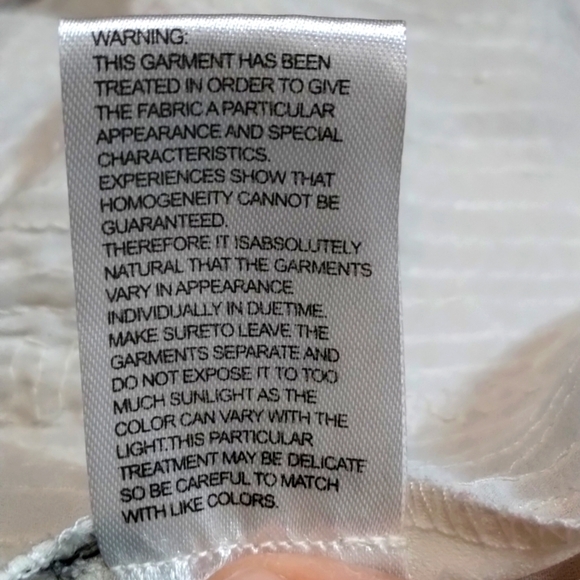 WARNING:
THIS GARMENT HAS BEEN
TREATED IN ORDER TO GIVE
THE FABRIC A PARTICULAR
APPEARANCE AND SPECIAL
CHARACTERISTICS.
EXPERIENCES SHOW THAT
HOMOGENEITY CANNOT BE
GUARANTEED.
THEREFORE IT ISABSOLUTELY
NATURAL THAT THE GARMENTS
VARY IN APPEARANCE
INDIVIDUALLY IN DUETIME.
MAKE SURETO LEAVE THE
GARMENTS SEPARATE AND
DO NOT EXPOSE IT TO TOO
MUCH SUNLIGHT AS THE
COLOR CAN VARY WITH THE
LIGHT.THIS PARTICULAR
TREATMENT MAY BE DELICATE
SO BE CAREFUL TO MATCH
WITH LIKE COLORS.